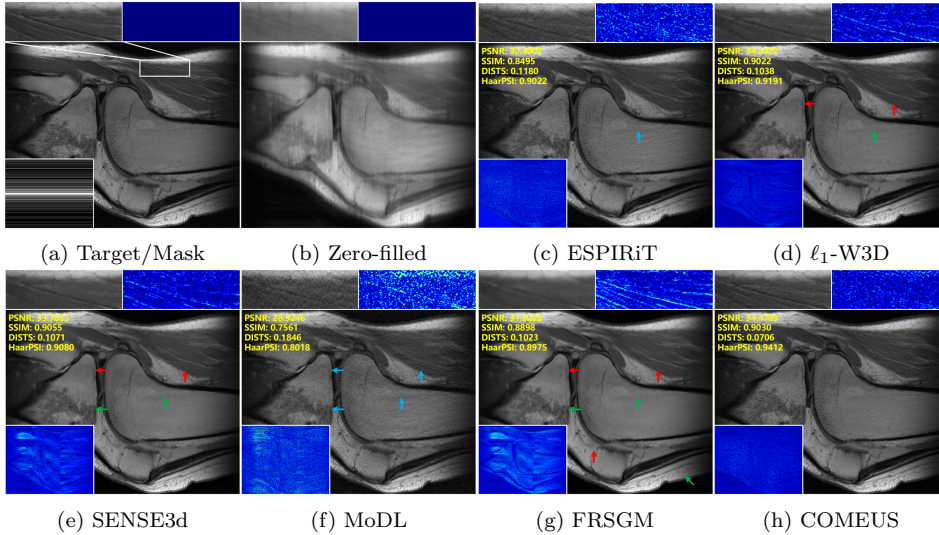 PSNR:
SSIM: 0.8495
DISTS: 0.1180
HaarPSI: 0.9022
PSNR:
SSIM: 0.9022
DISTS: 0.1038
HaarPSI: 0.9191
(a) Target/Mask
(b) Zero-filled
(c) ESPIRiT
(d) ℓ₁-W3D
PSNR:
SSIM: 0.9055
DISTS: 0.1071
HaarPSI: 0.9080
PSNR:
SSIM: 0.7561
DISTS: 0.1846
HaarPSI: 0.8018
PSNR:
SSIM: 0.8898
DISTS: 0.1023
HaarPSI: 0.8975
PSNR:
SSIM: 0.9030
DISTS: 0.0706
HaarPSI: 0.9412
(e) SENSE3d
(f) MoDL
(g) FRSGM
(h) COMEUS